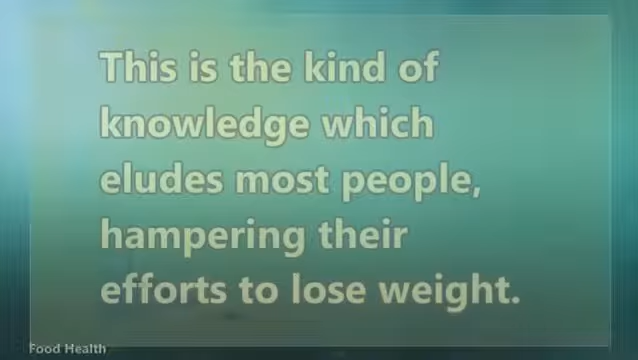 This is the kind of
knowledge which
eludes most people,
hampering their
efforts to lose weight.
Food Health